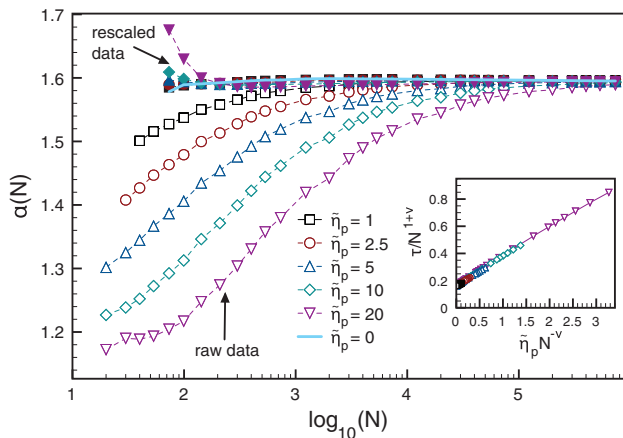 1.7
rescaled
data
1.6
1.5
α(N)
1.4
1.3
1.2
raw data
η̃p = 1
η̃p = 2.5
η̃p = 5
η̃p = 10
η̃p = 20
η̃p = 0
τ/N^1+ν
0.8
0.6
0.4
0.2
0 0.5 1 1.5 2 2.5 3
η̃pN^-ν
1 2 3 4 5
log10(N)